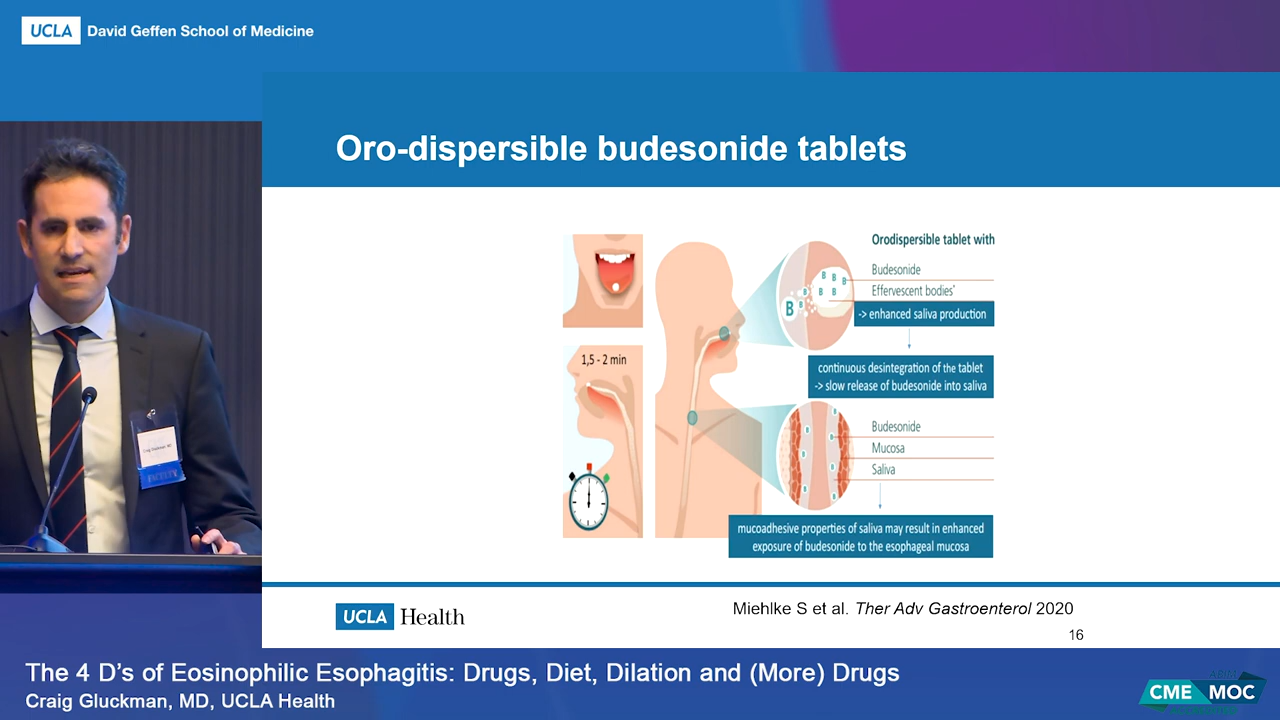 UCLA David Geffen School of Medicine
Oro-dispersible budesonide tablets
1,5 - 2 min
Orodispersible tablet with
Budesonide
Effervescent bodies'
-> enhanced saliva production
continuous desintegration of the tablet
-> slow release of budesonide into saliva
B
B
B
B
B
B
B
B
B
Budesonide
Mucosa
Saliva
mucoadhesive properties of saliva may result in enhanced
exposure of budesonide to the esophageal mucosa
UCLA Health
Miehlke S et al. Ther Adv Gastroenterol 2020
16
The 4 D’s of Eosinophilic Esophagitis: Drugs, Diet, Dilation and (More) Drugs
Craig Gluckman, MD, UCLA Health
ABIM
CME MOC